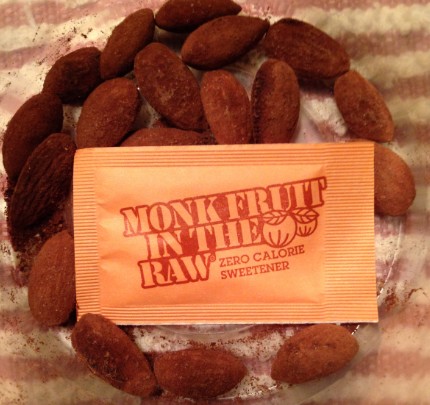 MONK FRUIT
IN THE
RAW®
ZERO CALORIE
SWEETENER